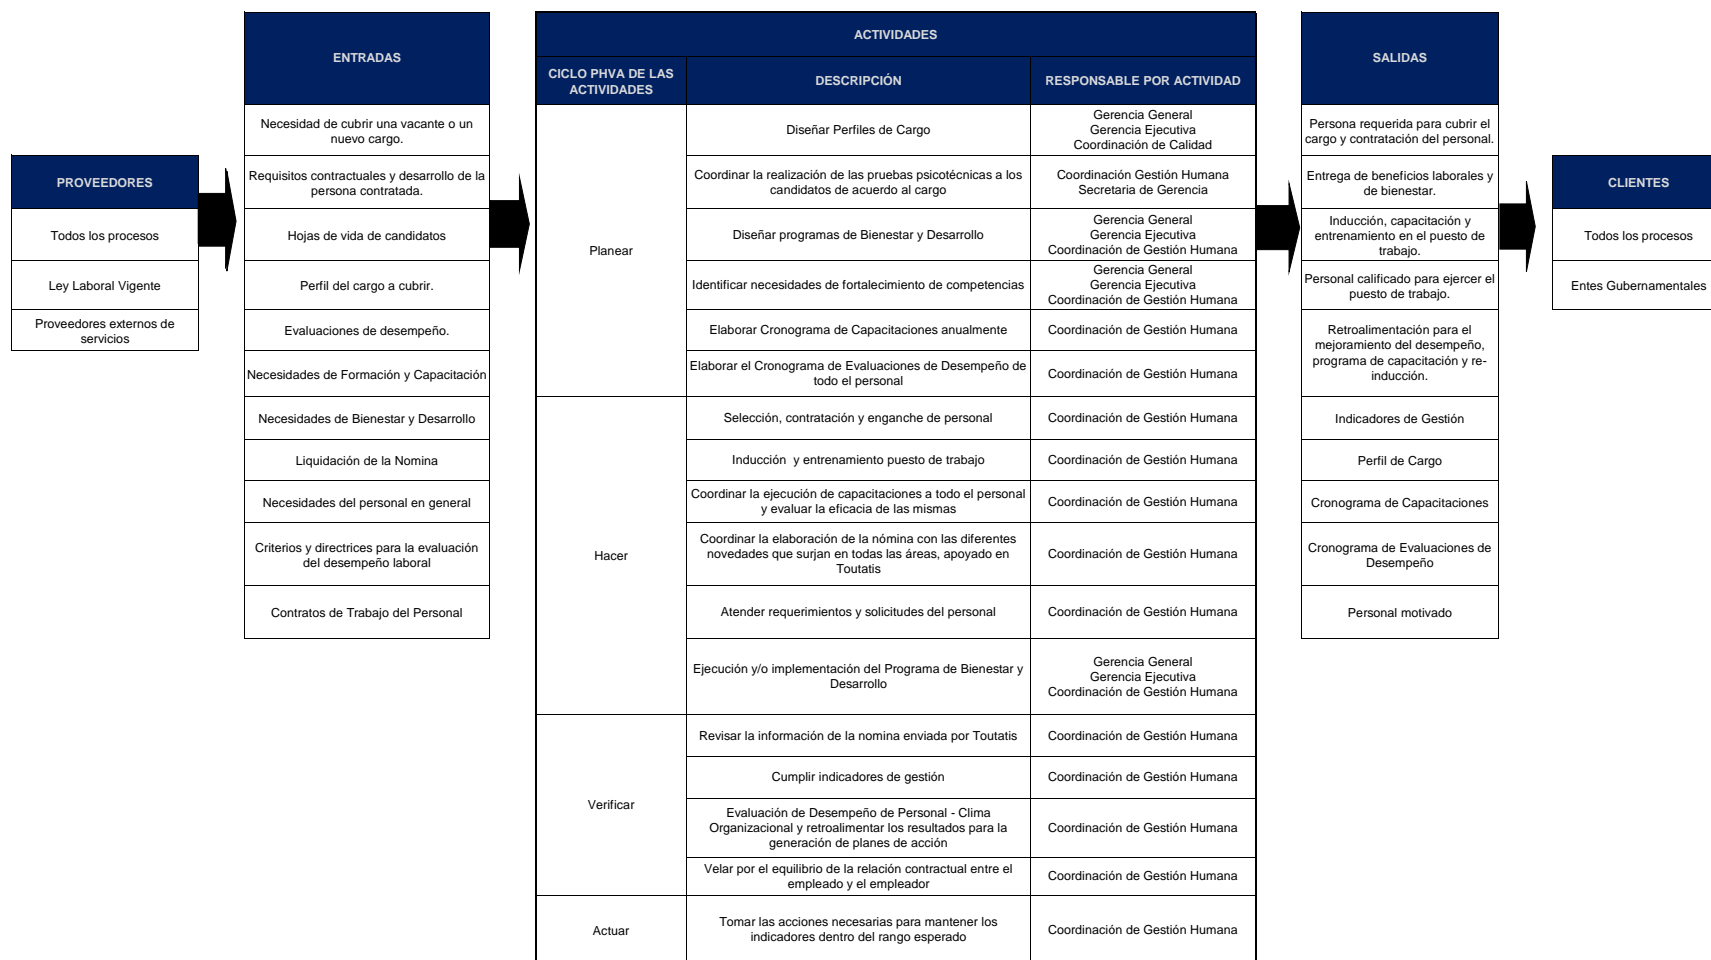 PROVEEDORES
Todos los procesos
Ley Laboral Vigente
Proveedores externos de
servicios
ENTRADAS
Necesidad de cubrir una vacante o un
nuevo cargo.
Requisitos contractuales y desarrollo de la
persona contratada.
Hojas de vida de candidatos
Perfil del cargo a cubrir.
Evaluaciones de desempeño.
Necesidades de Formación y Capacitación
Necesidades de Bienestar y Desarrollo
Liquidación de la Nomina
Necesidades del personal en general
Criterios y directrices para la evaluación
del desempeño laboral
Contratos de Trabajo del Personal
ACTIVIDADES
CICLO PHVA DE LAS
ACTIVIDADES
DESCRIPCIÓN
RESPONSABLE POR ACTIVIDAD
Planear
Diseñar Perfiles de Cargo
Gerencia General
Gerencia Ejecutiva
Coordinación de Calidad
Coordinar la realización de las pruebas psicotécnicas a los
candidatos de acuerdo al cargo
Coordinación Gestión Humana
Secretaria de Gerencia
Diseñar programas de Bienestar y Desarrollo
Gerencia General
Gerencia Ejecutiva
Coordinación de Gestión Humana
Identificar necesidades de fortalecimiento de competencias
Gerencia General
Gerencia Ejecutiva
Coordinación de Gestión Humana
Elaborar Cronograma de Capacitaciones anualmente
Coordinación de Gestión Humana
Elaborar el Cronograma de Evaluaciones de Desempeño de
todo el personal
Coordinación de Gestión Humana
Hacer
Selección, contratación y enganche de personal
Coordinación de Gestión Humana
Inducción  y entrenamiento puesto de trabajo
Coordinación de Gestión Humana
Coordinar la ejecución de capacitaciones a todo el personal
y evaluar la eficacia de las mismas
Coordinación de Gestión Humana
Coordinar la elaboración de la nómina con las diferentes
novedades que surjan en todas las áreas, apoyado en
Toutatis
Coordinación de Gestión Humana
Atender requerimientos y solicitudes del personal
Coordinación de Gestión Humana
Ejecución y/o implementación del Programa de Bienestar y
Desarrollo
Gerencia General
Gerencia Ejecutiva
Coordinación de Gestión Humana
Verificar
Revisar la información de la nomina enviada por Toutatis
Coordinación de Gestión Humana
Cumplir indicadores de gestión
Coordinación de Gestión Humana
Evaluación de Desempeño de Personal - Clima
Organizacional y retroalimentar los resultados para la
generación de planes de acción
Coordinación de Gestión Humana
Velar por el equilibrio de la relación contractual entre el
empleado y el empleador
Coordinación de Gestión Humana
Actuar
Tomar las acciones necesarias para mantener los
indicadores dentro del rango esperado
Coordinación de Gestión Humana
SALIDAS
Persona requerida para cubrir el
cargo y contratación del personal.
Entrega de beneficios laborales y
de bienestar.
Inducción, capacitación y
entrenamiento en el puesto de
trabajo.
Personal calificado para ejercer el
puesto de trabajo.
Retroalimentación para el
mejoramiento del desempeño,
programa de capacitación y re-
inducción.
Indicadores de Gestión
Perfil de Cargo
Cronograma de Capacitaciones
Cronograma de Evaluaciones de
Desempeño
Personal motivado
CLIENTES
Todos los procesos
Entes Gubernamentales